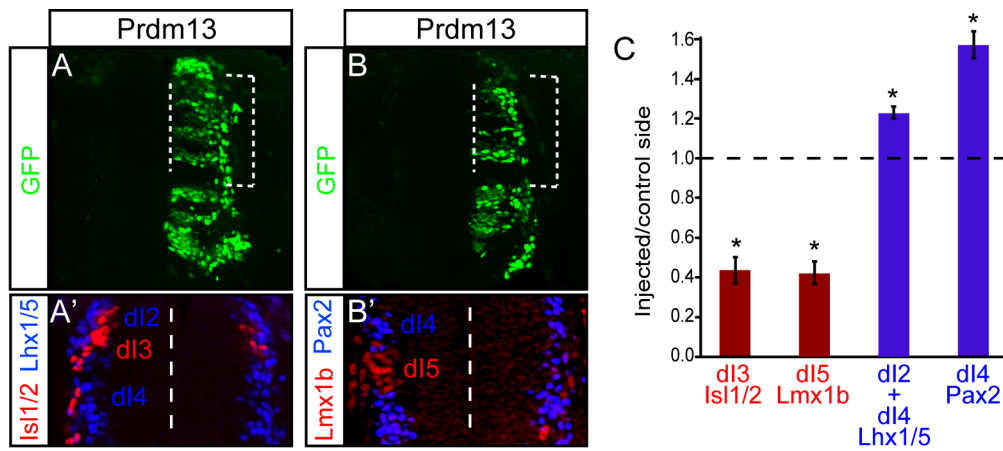 Prdm13
Prdm13
GFP
A
GFP
B
Isl1/2 Lhx1/5
A’
dI2
dI3
dI4
Lmx1b Pax2
B’
dI4
dI5
C
Injected/control side
1.6
1.4
1.2
1.0
0.8
0.6
0.4
0.2
0.0
*
*
*
*
dI3
Isl1/2
dI5
Lmx1b
dI2
+
dI4
Lhx1/5
dI4
Pax2